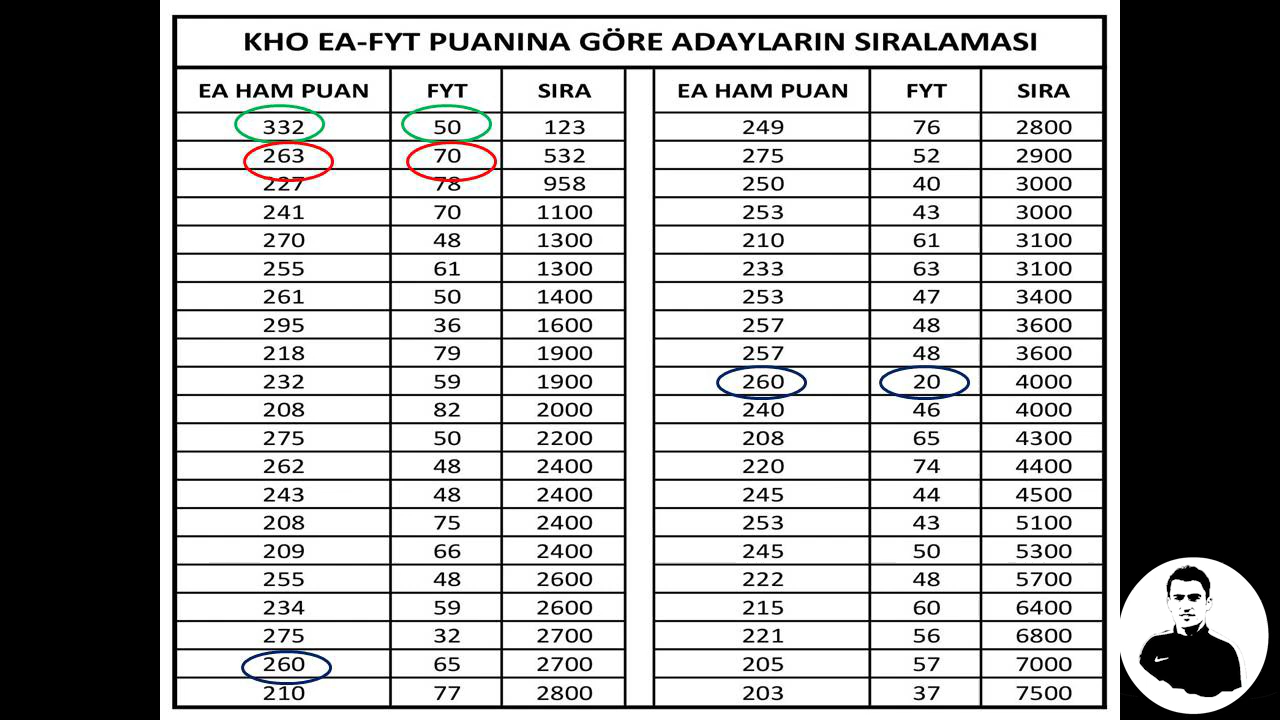 KHO EA-FYT PUANINA GÖRE ADAYLARIN SIRALAMASI
EA HAM PUAN FYT SIRA EA HAM PUAN FYT SIRA
332 50 123 249 76 2800
263 70 532 275 52 2900
227 78 958 250 40 3000
241 70 1100 253 43 3000
270 48 1300 210 61 3100
255 61 1300 233 63 3100
261 50 1400 253 47 3400
295 36 1600 257 48 3600
218 79 1900 257 48 3600
232 59 1900 260 20 4000
208 82 2000 240 46 4000
275 50 2200 208 65 4300
262 48 2400 220 74 4400
243 48 2400 245 44 4500
208 75 2400 253 43 5100
209 66 2400 245 50 5300
255 48 2600 222 48 5700
234 59 2600 215 60 6400
275 32 2700 221 56 6800
260 65 2700 205 57 7000
210 77 2800 203 37 7500